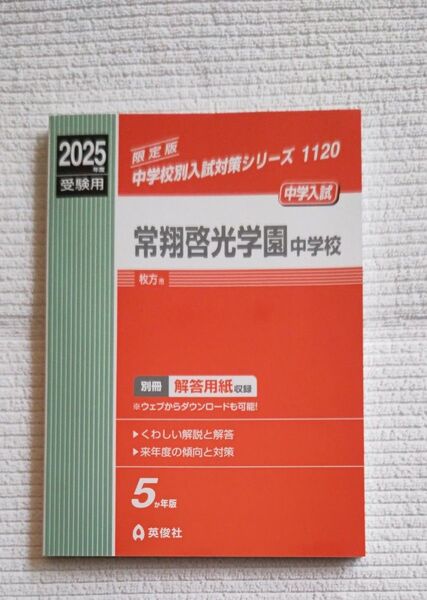 2025年度
受験用
限定版
中学校別入試対策シリーズ 1120
中学入試
常翔啓光学園中学校
枚方市
別冊 解答用紙収録
※ウェブからダウンロードも可能!
▶くわしい解説と解答
▶来年度の傾向と対策
5か年版
英俊社